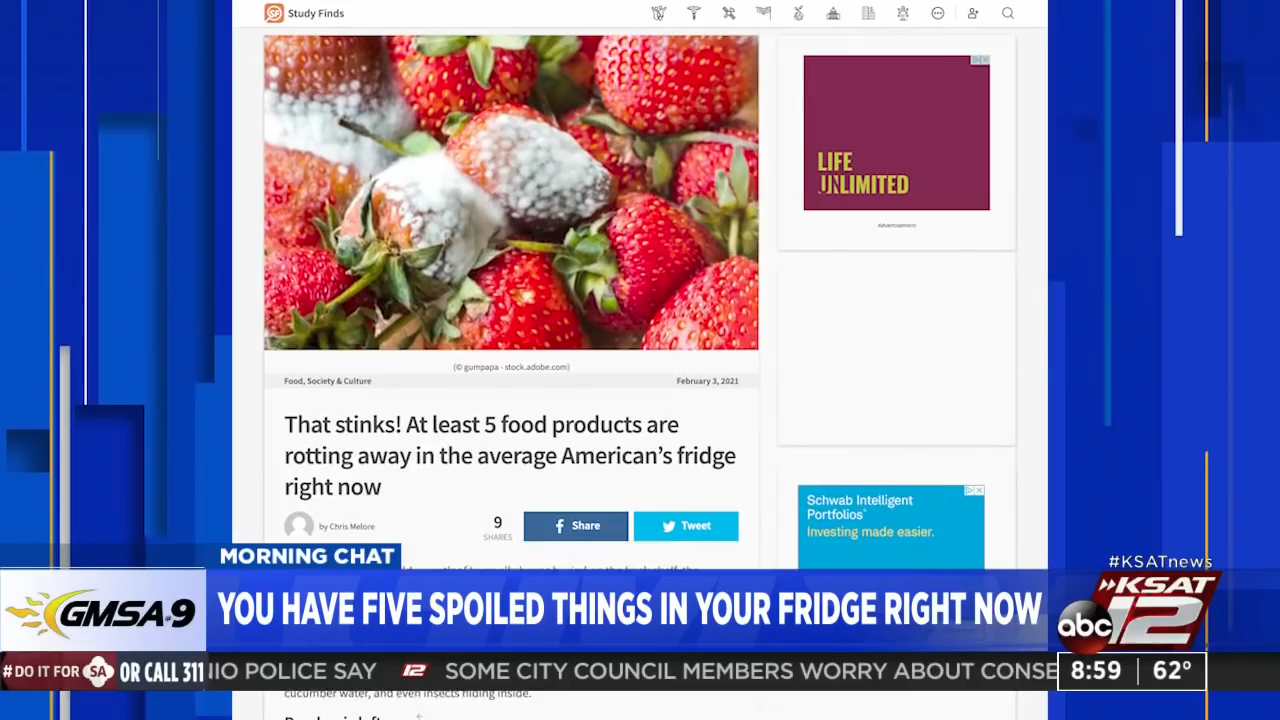 SF Study Finds
LIFE
UNLIMITED
Advertisement
(© gumpapa - stock.adobe.com)
Food, Society & Culture
February 3, 2021
That stinks! At least 5 food products are
rotting away in the average American's fridge
right now
by Chris Melore
9
SHARES
Share
Tweet
Schwab Intelligent
Portfolios®
Investing made easier.
MORNING CHAT
#KSATnews
GMSA@9
YOU HAVE FIVE SPOILED THINGS IN YOUR FRIDGE RIGHT NOW
KSAT
abc 12
#DO IT FOR SA OR CALL 311
NIO POLICE SAY 12 SOME CITY COUNCIL MEMBERS WORRY ABOUT CONSE
8:59 62°
cucumber water, and even insects hiding inside.